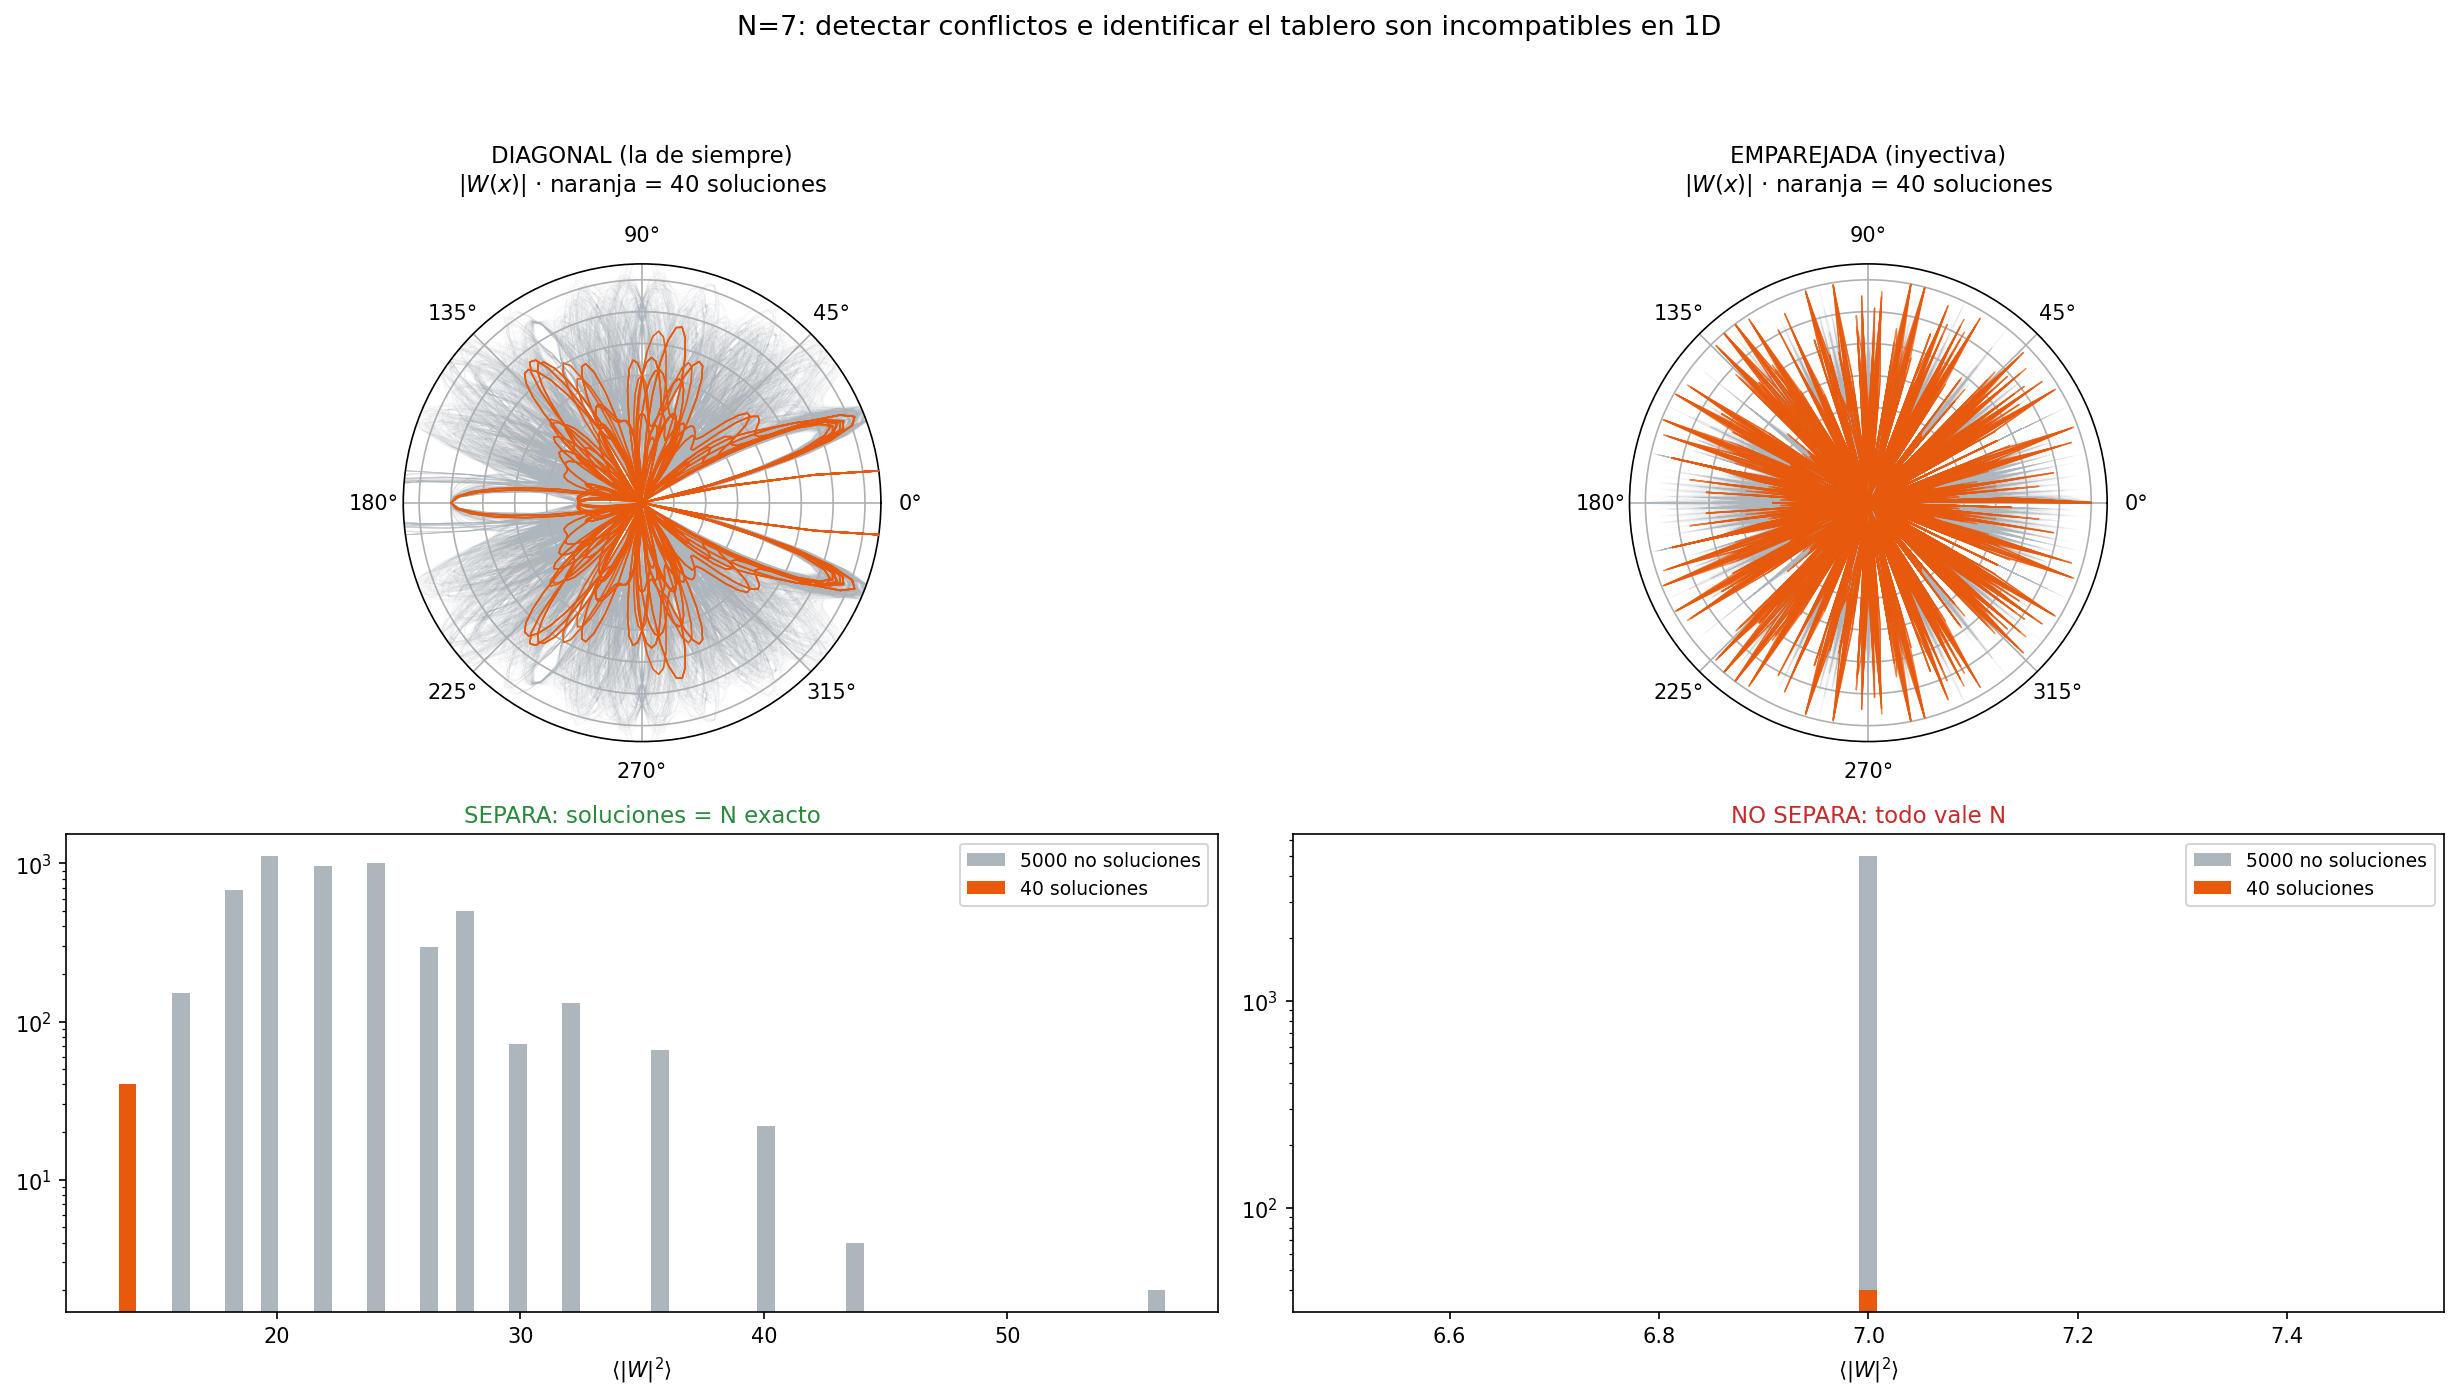 N=7: detectar conflictos e identificar el tablero son incompatibles en 1D
DIAGONAL (la de siempre)
|W(x)| · naranja = 40 soluciones
90°
135°
45°
180°
0°
225°
315°
270°
EMPAREJADA (inyectiva)
|W(x)| · naranja = 40 soluciones
90°
135°
45°
180°
0°
225°
315°
270°
SEPARA: soluciones = N exacto
5000 no soluciones
40 soluciones
10³
10²
10¹
20 30 40 50
⟨|W|²⟩
NO SEPARA: todo vale N
5000 no soluciones
40 soluciones
10³
10²
6.6 6.8 7.0 7.2 7.4
⟨|W|²⟩